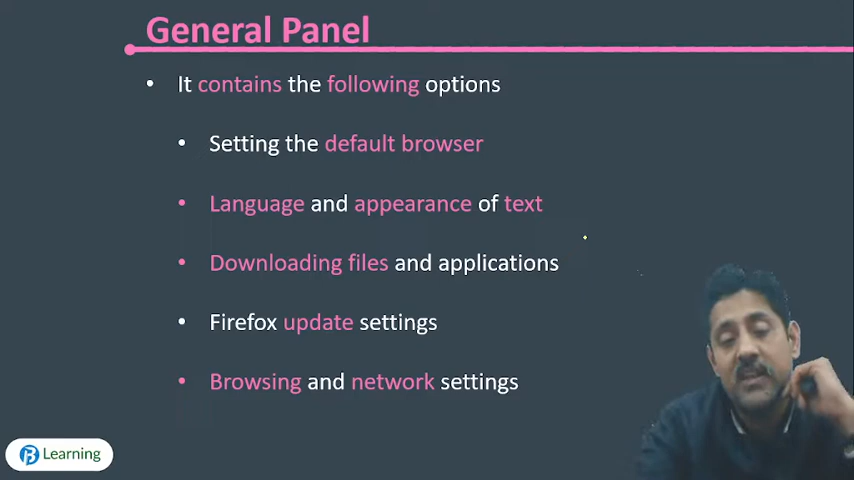 General Panel
• It contains the following options
• Setting the default browser
• Language and appearance of text
• Downloading files and applications
• Firefox update settings
• Browsing and network settings
B Learning